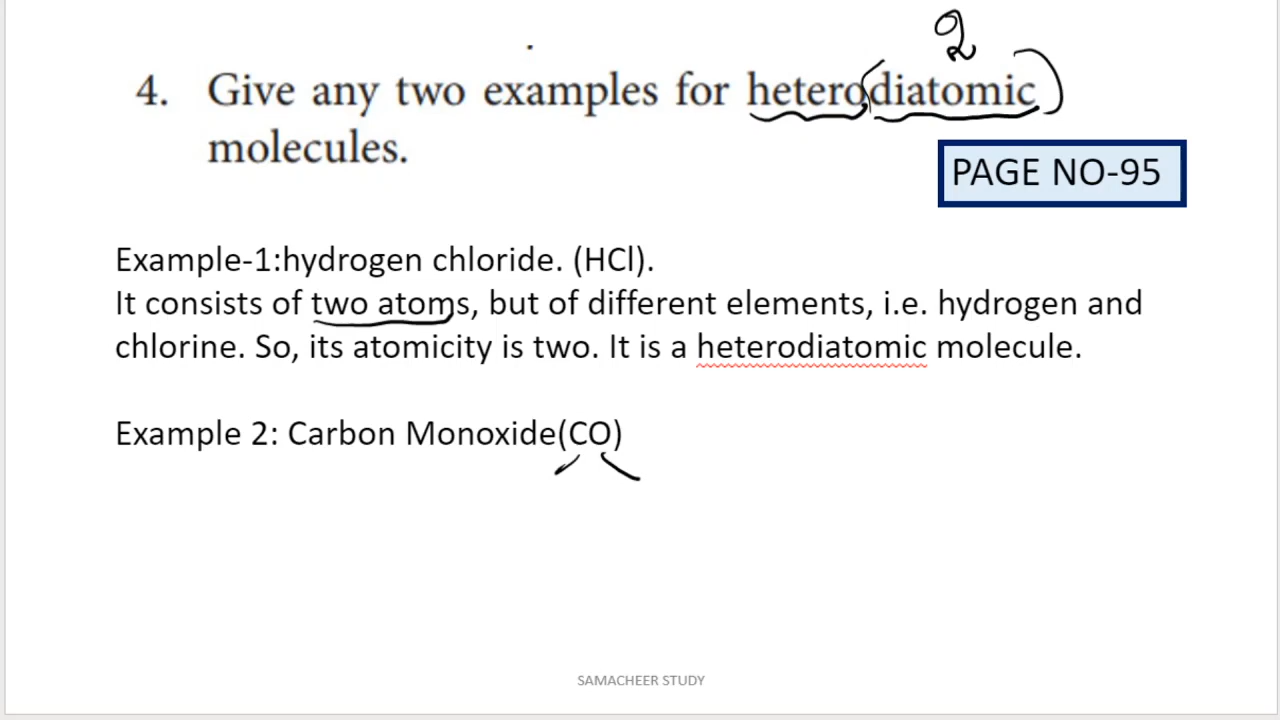 2
4. Give any two examples for heterodiatomic
molecules.
PAGE NO-95
Example-1:hydrogen chloride. (HCl).
It consists of two atoms, but of different elements, i.e. hydrogen and
chlorine. So, its atomicity is two. It is a heterodiatomic molecule.
Example 2: Carbon Monoxide(CO)
SAMACHEER STUDY